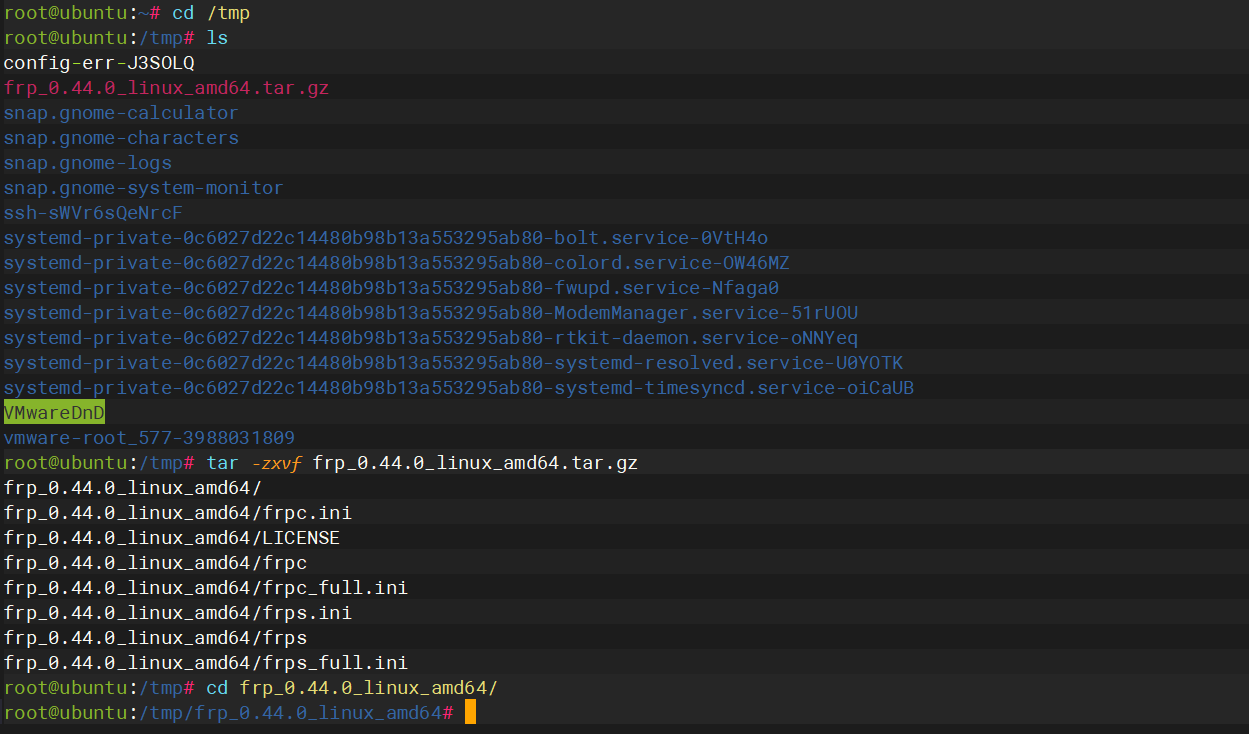 root@ubuntu:~# cd /tmp
root@ubuntu:/tmp# ls
config-err-J3SOLQ
frp_0.44.0_linux_amd64.tar.gz
snap.gnome-calculator
snap.gnome-characters
snap.gnome-logs
snap.gnome-system-monitor
ssh-sWVr6sQeNrcF
systemd-private-0c6027d22c14480b98b13a553295ab80-bolt.service-0VtH4o
systemd-private-0c6027d22c14480b98b13a553295ab80-colord.service-OW46MZ
systemd-private-0c6027d22c14480b98b13a553295ab80-fwupd.service-Nfaga0
systemd-private-0c6027d22c14480b98b13a553295ab80-ModemManager.service-51rUOU
systemd-private-0c6027d22c14480b98b13a553295ab80-rtkit-daemon.service-oNNYeq
systemd-private-0c6027d22c14480b98b13a553295ab80-systemd-resolved.service-U0YOTK
systemd-private-0c6027d22c14480b98b13a553295ab80-systemd-timesyncd.service-oiCaUB
VMwareDnD
vmware-root_577-3988031809
root@ubuntu:/tmp# tar -zxvf frp_0.44.0_linux_amd64.tar.gz
frp_0.44.0_linux_amd64/
frp_0.44.0_linux_amd64/frpc.ini
frp_0.44.0_linux_amd64/LICENSE
frp_0.44.0_linux_amd64/frpc
frp_0.44.0_linux_amd64/frpc_full.ini
frp_0.44.0_linux_amd64/frps.ini
frp_0.44.0_linux_amd64/frps
frp_0.44.0_linux_amd64/frps_full.ini
root@ubuntu:/tmp# cd frp_0.44.0_linux_amd64/
root@ubuntu:/tmp/frp_0.44.0_linux_amd64#